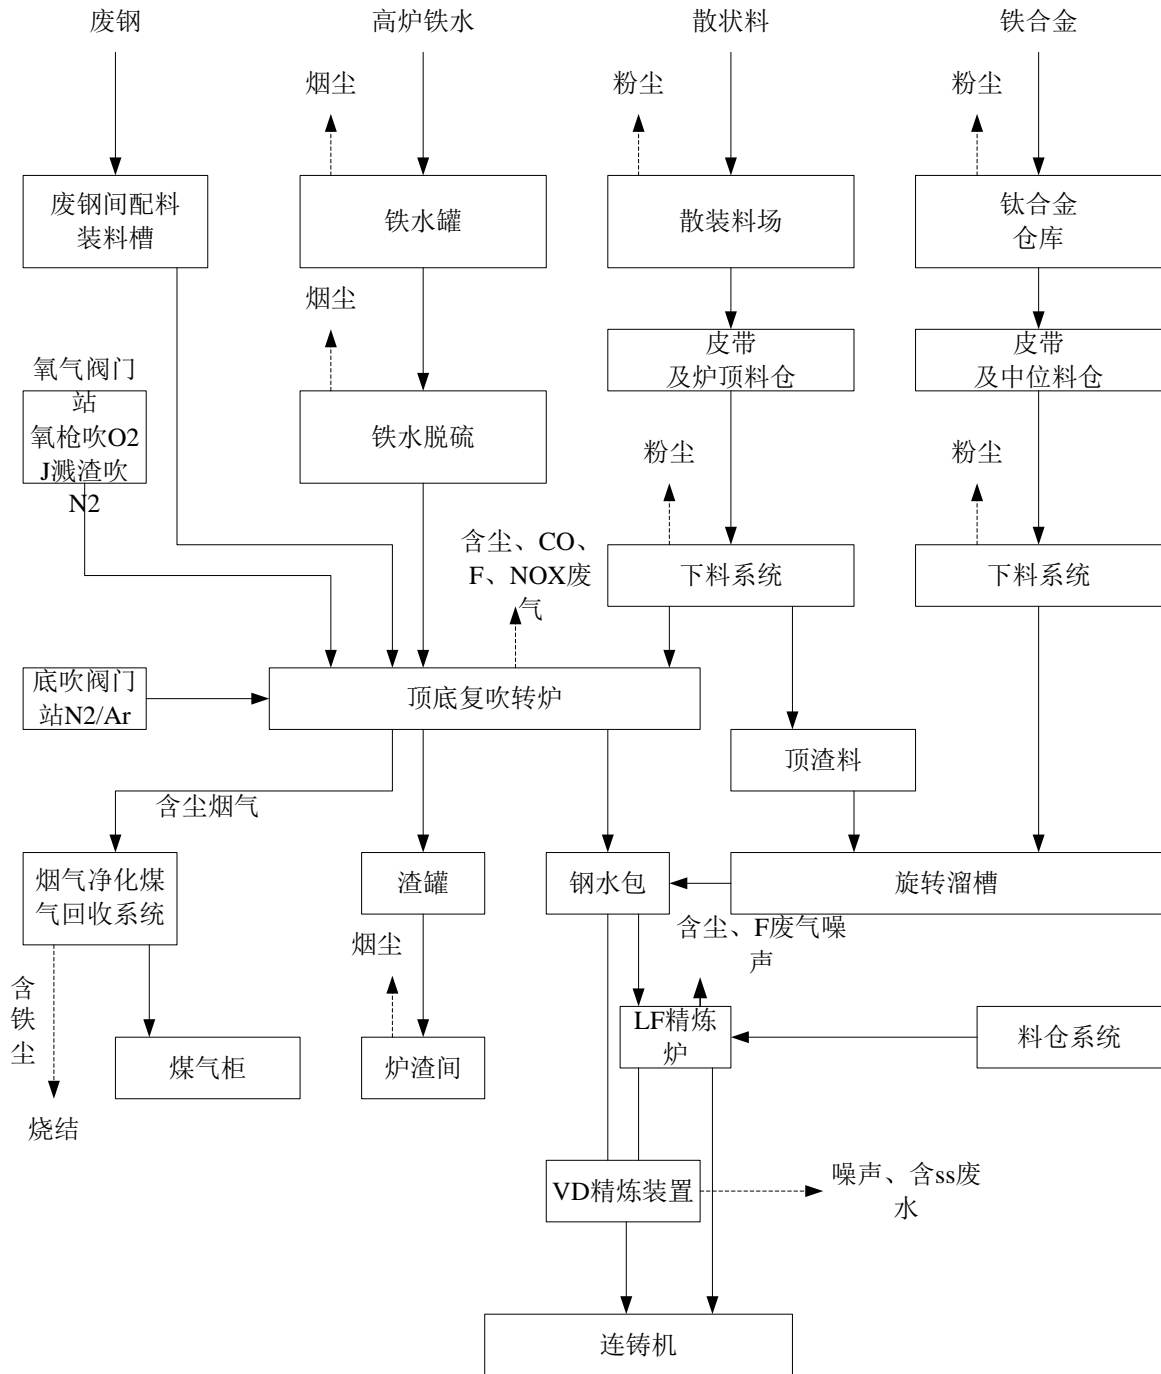 废钢
高炉铁水
散状料
铁合金
烟尘
粉尘
粉尘
废钢间配料
装料槽
铁水罐
散装料场
钛合金
仓库
烟尘
皮带
及炉顶料仓
皮带
及中位料仓
氧气阀门
站
氧枪吹O2
J溅渣吹
N2
铁水脱硫
粉尘
粉尘
含尘、CO、
F、NOX废
气
下料系统
下料系统
底吹阀门
站N2/Ar
顶底复吹转炉
顶渣料
含尘烟气
烟气净化煤
气回收系统
渣罐
钢水包
旋转溜槽
烟尘
含尘、F废气噪
声
含
铁
尘
LF精炼
炉
料仓系统
煤气柜
炉渣间
烧结
VD精炼装置
噪声、含ss废
水
连铸机